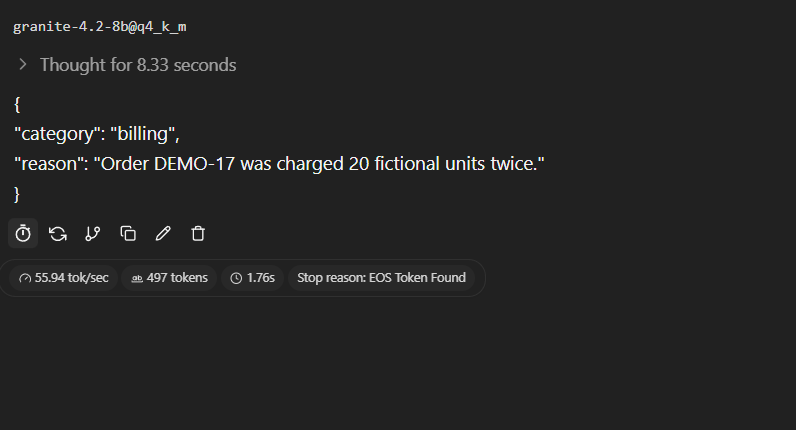 granite-4.2-8b@q4_k_m
Thought for 8.33 seconds
{
"category": "billing",
"reason": "Order DEMO-17 was charged 20 fictional units twice."
}
55.94 tok/sec 497 tokens 1.76s Stop reason: EOS Token Found